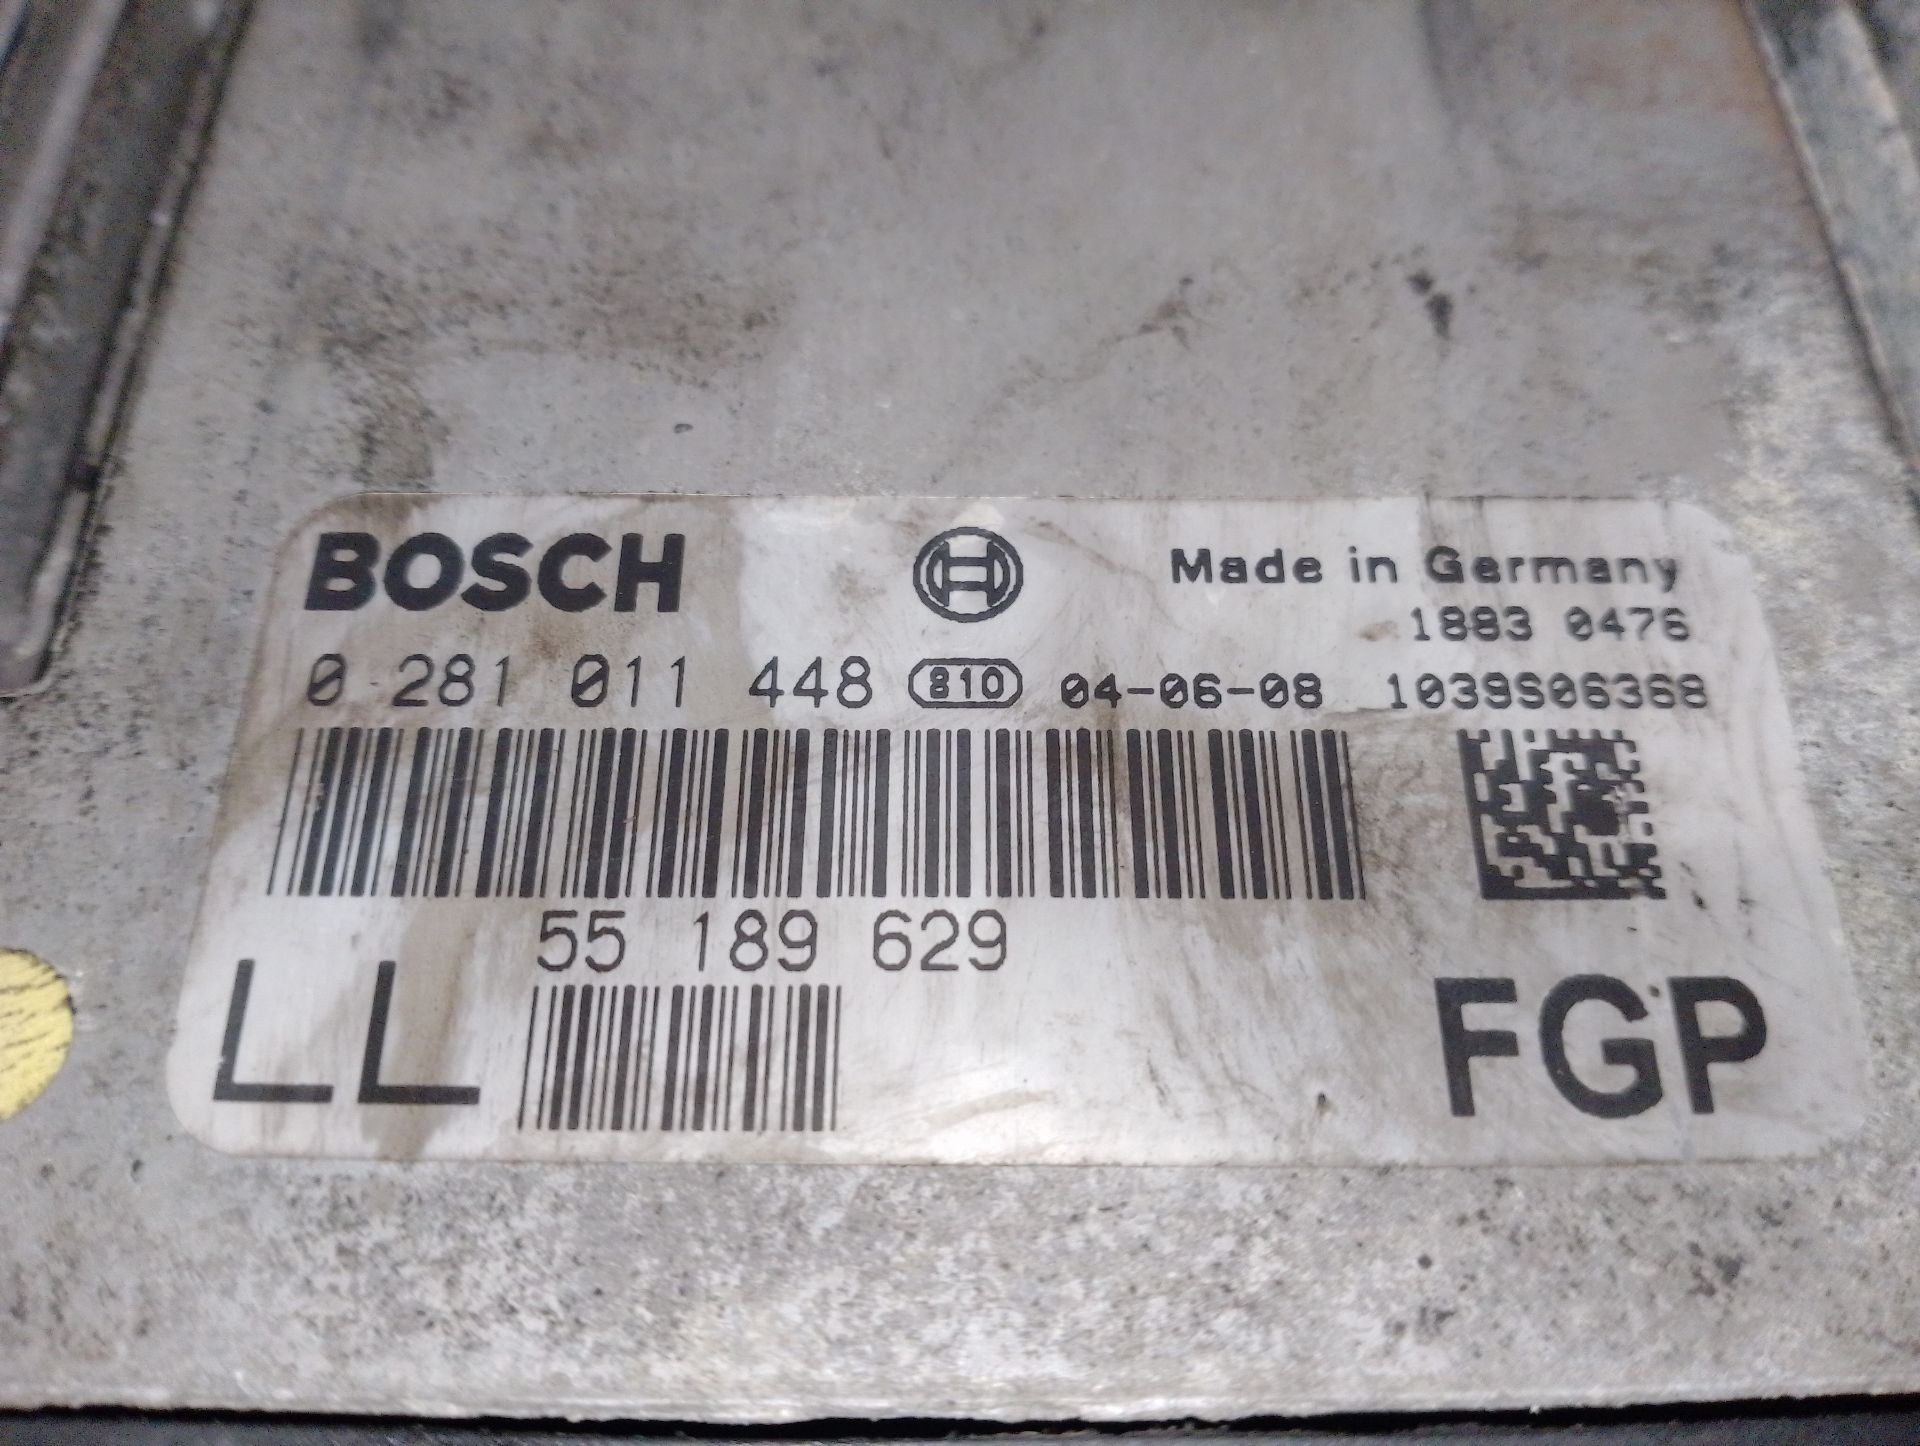 BOSCH Made in Germany
1883 0476
0 281 011 448 810 04-06-08 1039S06368
55 189 629
LL FGP